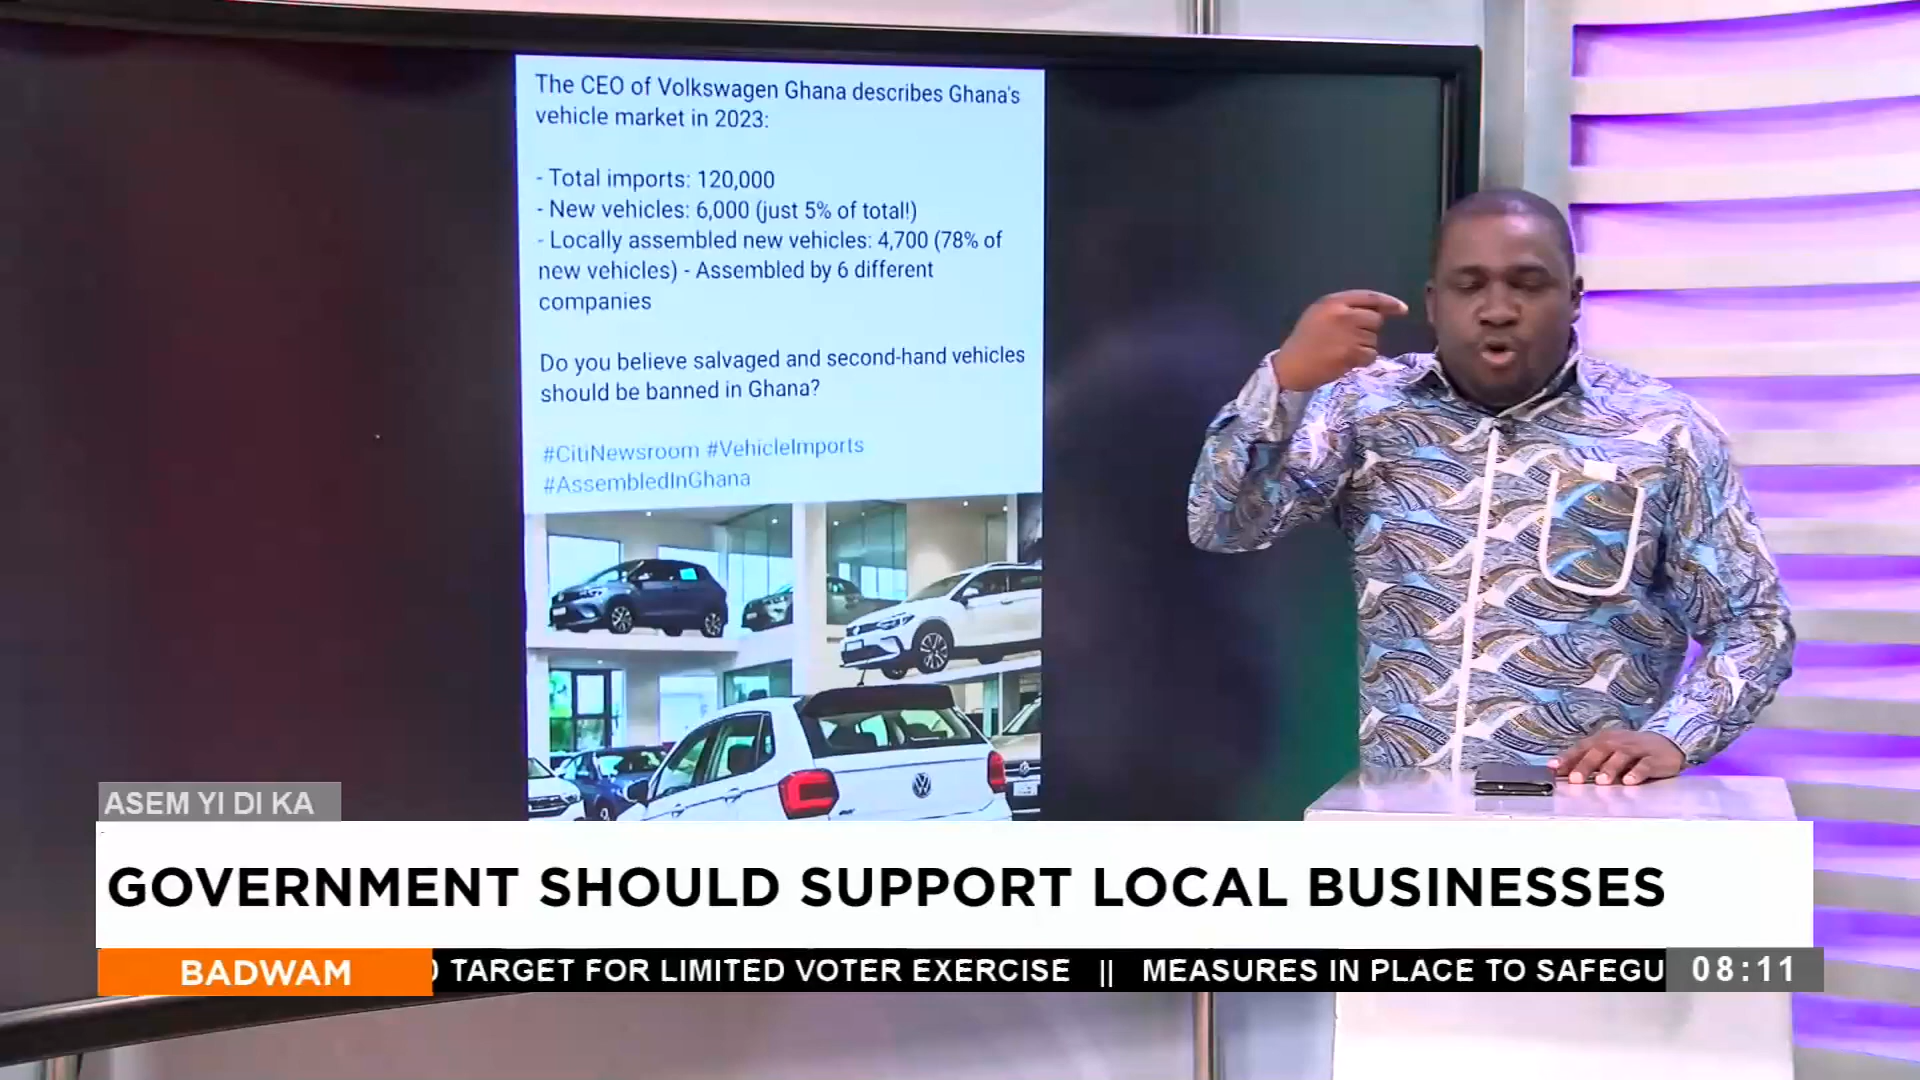 The CEO of Volkswagen Ghana describes Ghana's
vehicle market in 2023:
- Total imports: 120,000
- New vehicles: 6,000 (just 5% of total!)
- Locally assembled new vehicles: 4,700 (78% of
new vehicles) - Assembled by 6 different
companies
Do you believe salvaged and second-hand vehicles
should be banned in Ghana?
#CitiNewsroom #VehicleImports
#AssembledInGhana
ASEM YI DI KA
GOVERNMENT SHOULD SUPPORT LOCAL BUSINESSES
BADWAM TARGET FOR LIMITED VOTER EXERCISE || MEASURES IN PLACE TO SAFEGU 08:11